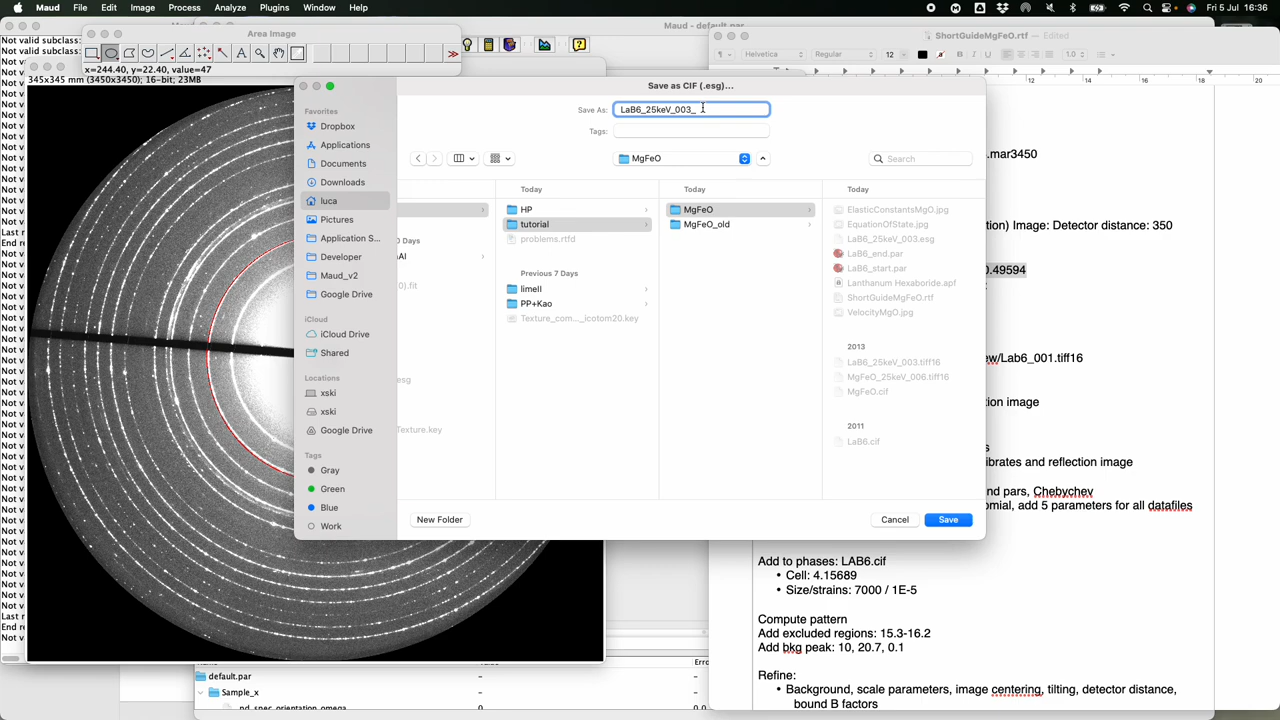 Maud File Edit Image Process Analyze Plugins Window Help
15 Jul 16:36
Area Image
Maud - default.par
ShortGuideMgFeO.rtf — Edited
Helvetica
Regular
12
1.0
x=244.40, y=22.40, value=47
345x345 mm (3450x3450); 16-bit; 23MB
Not valid subclass:
Not valid subclass:
Save as CIF (.esg)...
Save As:
LaB6_25keV_003_
Tags:
MgFeO
Search
Favorites
Dropbox
Applications
Documents
Downloads
luca
Pictures
Application S...
Developer
Maud_v2
Google Drive
iCloud
iCloud Drive
Shared
Locations
xski
xski
Google Drive
Tags
Gray
Green
Blue
Work
Today
HP
tutorial
problems.rtfd
Previous 7 Days
limell
PP+Kao
Texture_com..._icotom20.key
Today
MgFeO
MgFeO_old
Today
ElasticConstantsMgO.jpg
EquationOfState.jpg
LaB6_25keV_003.esg
LaB6_end.par
LaB6_start.par
Lanthanum Hexaboride.apf
ShortGuideMgFeO.rtf
VelocityMgO.jpg
2013
LaB6_25keV_003.tiff16
MgFeO_25keV_006.tiff16
MgFeO.cif
2011
LaB6.cif
New Folder
Cancel
Save
12 14 16 18 20
.mar3450
tion) Image: Detector distance: 350
0.49594
ew/Lab6_001.tiff16
tion image
ibrates and reflection image
nd pars, Chebychev
omial, add 5 parameters for all datafiles
Add to phases: LAB6.cif
• Cell: 4.15689
• Size/strains: 7000 / 1E-5
Compute pattern
Add excluded regions: 15.3-16.2
Add bkg peak: 10, 20.7, 0.1
Refine:
• Background, scale parameters, image centering, tilting, detector distance,
bound B factors
default.par
Sample_x